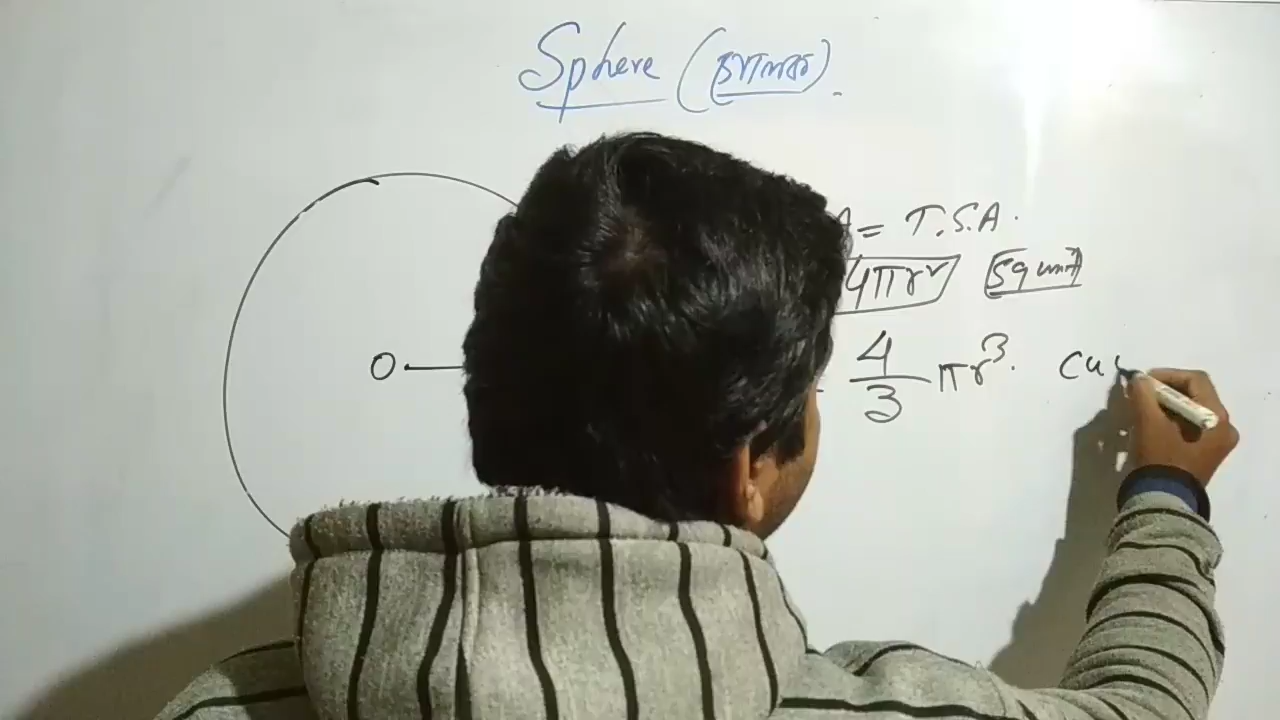 Sphere (গোলক)
A = T.S.A.
4πr² sq unit
O
4/3 πr³. cu